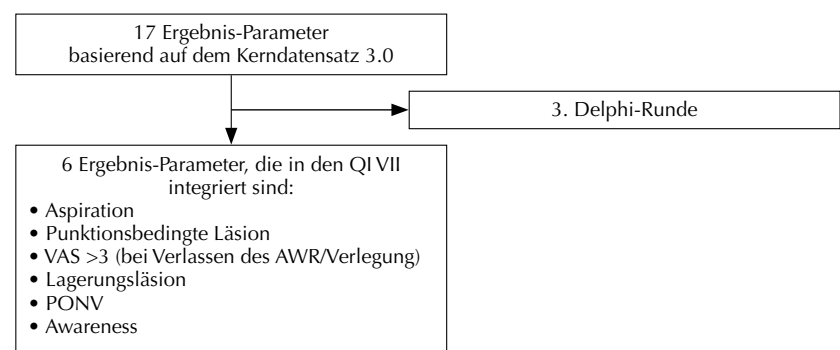 17 Ergebnis-Parameter
basierend auf dem Kerndatensatz 3.0
3. Delphi-Runde
6 Ergebnis-Parameter, die in den QI VII
integriert sind:
• Aspiration
• Punktionsbedingte Läsion
• VAS >3 (bei Verlassen des AWR/Verlegung)
• Lagerungsläsion
• PONV
• Awareness